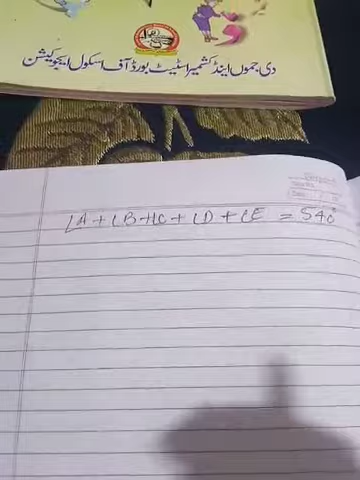 دی جموں اینڈ کشمیر اسٹیٹ بورڈ آف اسکول ایجوکیشن
∠A + ∠B + ∠C + ∠D + ∠E = 540°